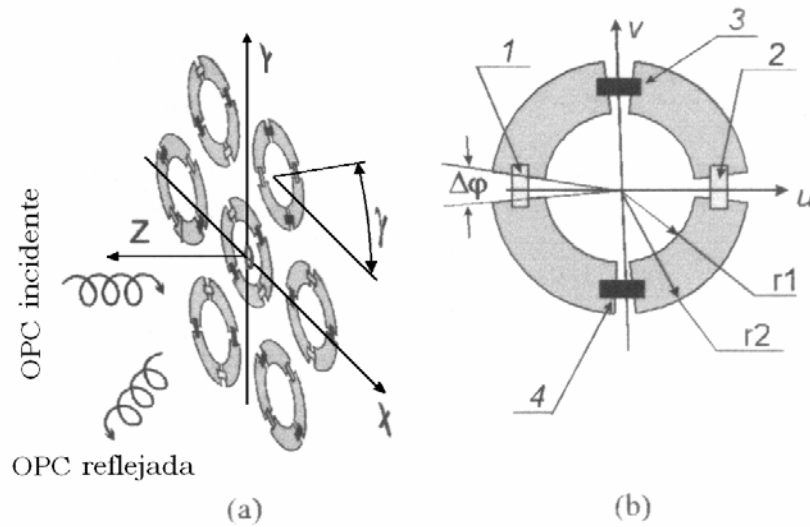 Y
Z
γ
X
OPC incidente
OPC reflejada
(a)
v
3
1
2
Δφ
u
r1
r2
4
(b)